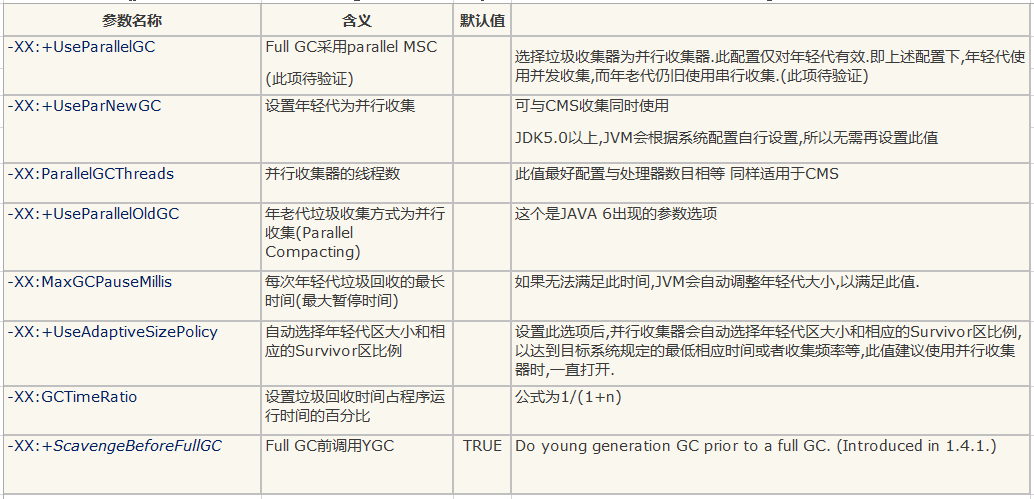 参数名称 含义 默认值
-XX:+UseParallelGC
Full GC采用parallel MSC
(此项待验证)
选择垃圾收集器为并行收集器.此配置仅对年轻代有效.即上述配置下,年轻代使
用并发收集,而年老代仍旧使用串行收集.(此项待验证)
-XX:+UseParNewGC
设置年轻代为并行收集
可与CMS收集同时使用
JDK5.0以上,JVM会根据系统配置自行设置,所以无需再设置此值
-XX:ParallelGCThreads
并行收集器的线程数
此值最好配置与处理器数目相等 同样适用于CMS
-XX:+UseParallelOldGC
年老代垃圾收集方式为并行
收集(Parallel
Compacting)
这个是JAVA 6出现的参数选项
-XX:MaxGCPauseMillis
每次年轻代垃圾回收的最长
时间(最大暂停时间)
如果无法满足此时间,JVM会自动调整年轻代大小,以满足此值.
-XX:+UseAdaptiveSizePolicy
自动选择年轻代区大小和相
应的Survivor区比例
设置此选项后,并行收集器会自动选择年轻代区大小和相应的Survivor区比例,
以达到目标系统规定的最低相应时间或者收集频率等,此值建议使用并行收集
器时,一直打开.
-XX:GCTimeRatio
设置垃圾回收时间占程序运
行时间的百分比
公式为1/(1+n)
-XX:+ScavengeBeforeFullGC
Full GC前调用YGC
TRUE
Do young generation GC prior to a full GC. (Introduced in 1.4.1.)